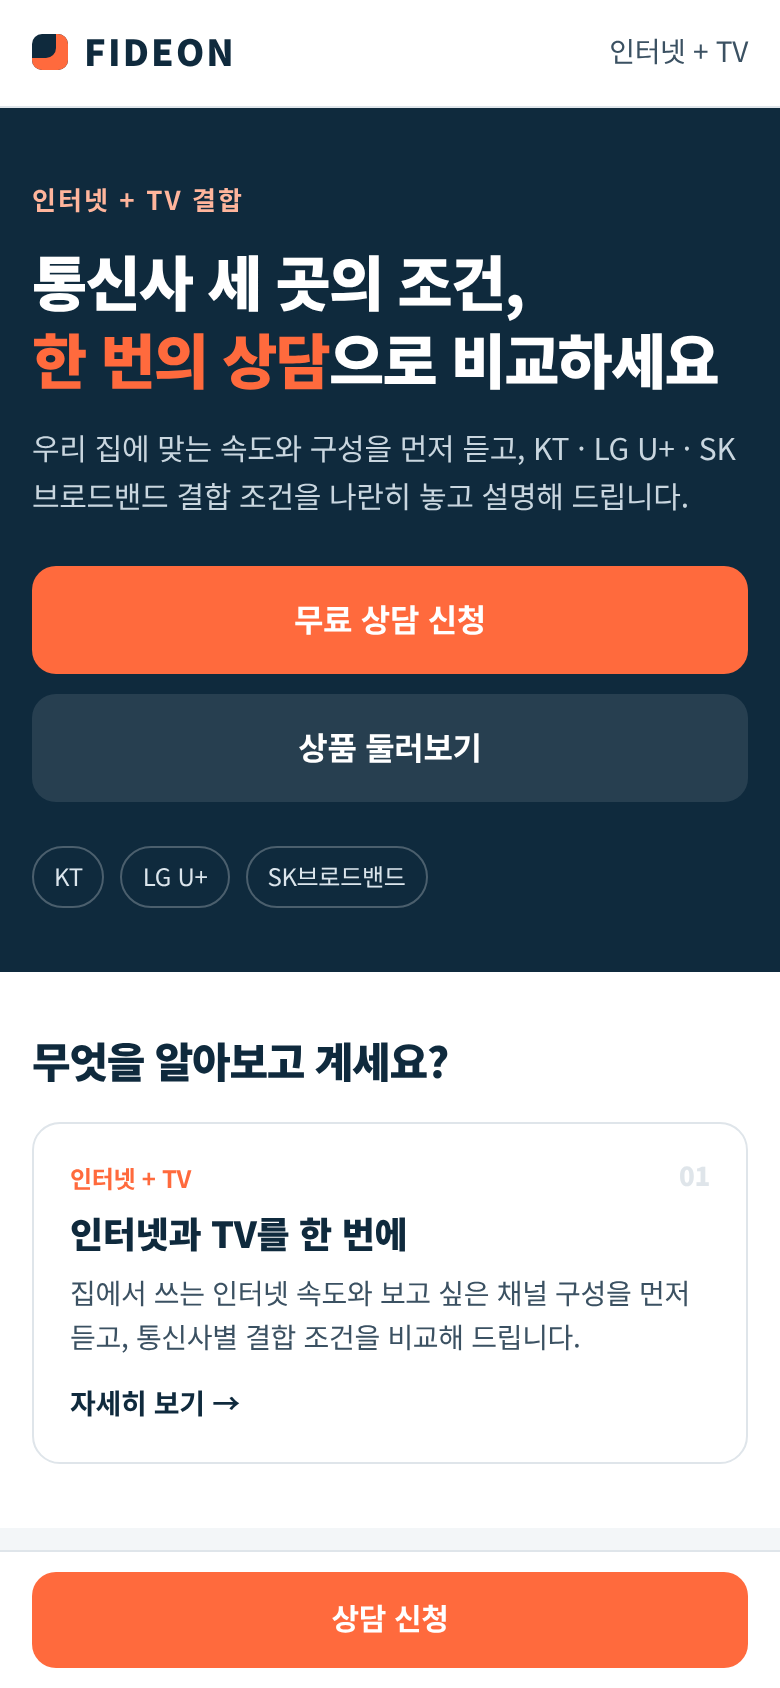 FIDEON
인터넷 + TV
인터넷 + TV 결합
통신사 세 곳의 조건,
한 번의 상담으로 비교하세요
우리 집에 맞는 속도와 구성을 먼저 듣고, KT · LG U+ · SK
브로드밴드 결합 조건을 나란히 놓고 설명해 드립니다.
무료 상담 신청
상품 둘러보기
KT
LG U+
SK브로드밴드
무엇을 알아보고 계세요?
인터넷 + TV
01
인터넷과 TV를 한 번에
집에서 쓰는 인터넷 속도와 보고 싶은 채널 구성을 먼저
듣고, 통신사별 결합 조건을 비교해 드립니다.
자세히 보기 →
상담 신청